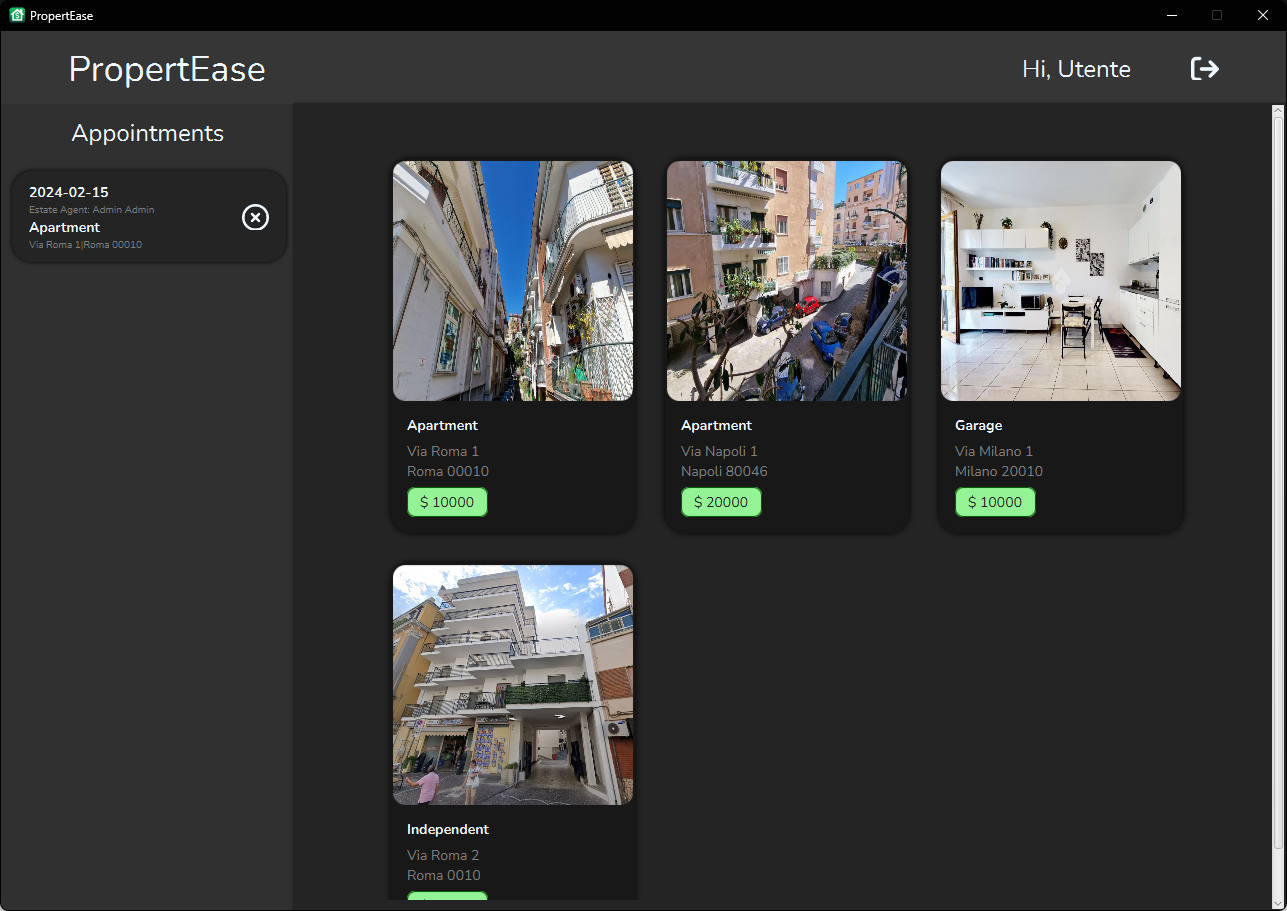 PropertEase
PropertEase
Hi, Utente
Appointments
2024-02-15
Estate Agent: Admin Admin
Apartment
Via Roma 1|Roma 00010
Apartment
Via Roma 1
Roma 00010
$ 10000
Apartment
Via Napoli 1
Napoli 80046
$ 20000
Garage
Via Milano 1
Milano 20010
$ 10000
Independent
Via Roma 2
Roma 0010